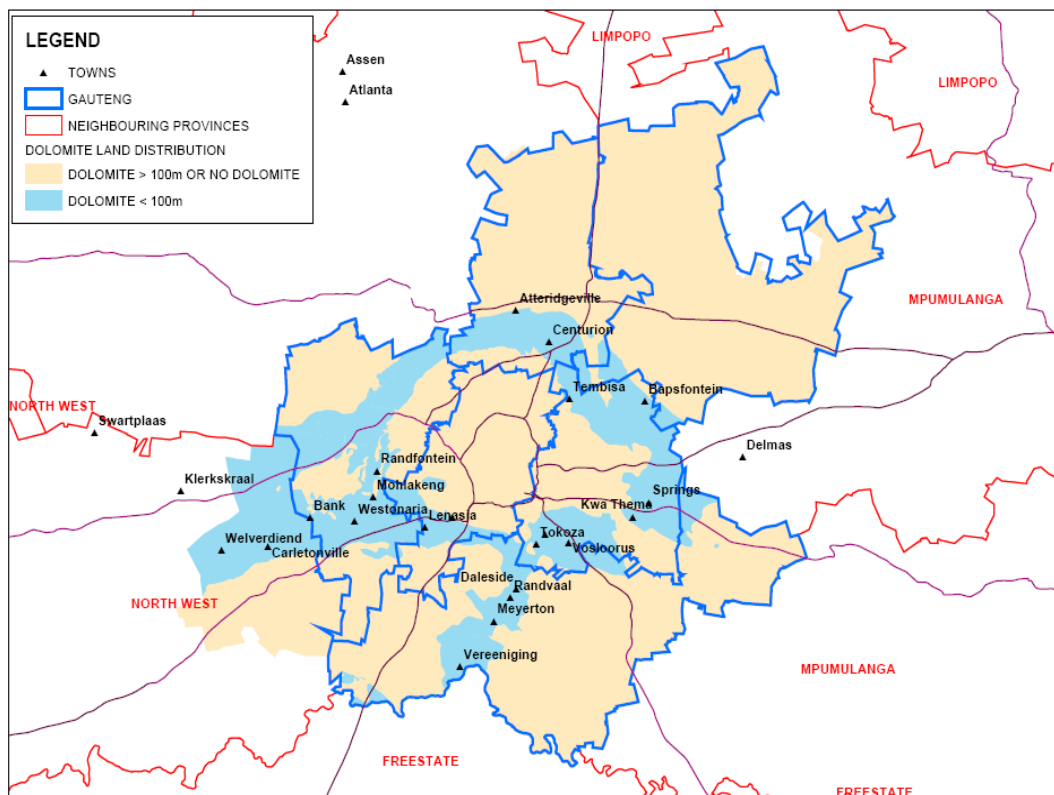 LEGEND
TOWNS
GAUTENG
NEIGHBOURING PROVINCES
DOLOMITE LAND DISTRIBUTION
DOLOMITE > 100m OR NO DOLOMITE
DOLOMITE < 100m
LIMPOPO
Assen
Atlanta
LIMPOPO
Atteridgeville
MPUMULANGA
Centurion
Tembisa
Bapsfontein
NORTH WEST
Swartplaas
Delmas
Randfontein
Klerkskraal
Mohlakeng
Springs
Bank
Westonaria
Kwa Thema
Lenasia
Tokoza
Welverdiend
Vosloorus
Carletonville
Daleside
Randvaal
NORTH WEST
Meyerton
Vereeniging
MPUMULANGA
FREESTATE
FREESTATE